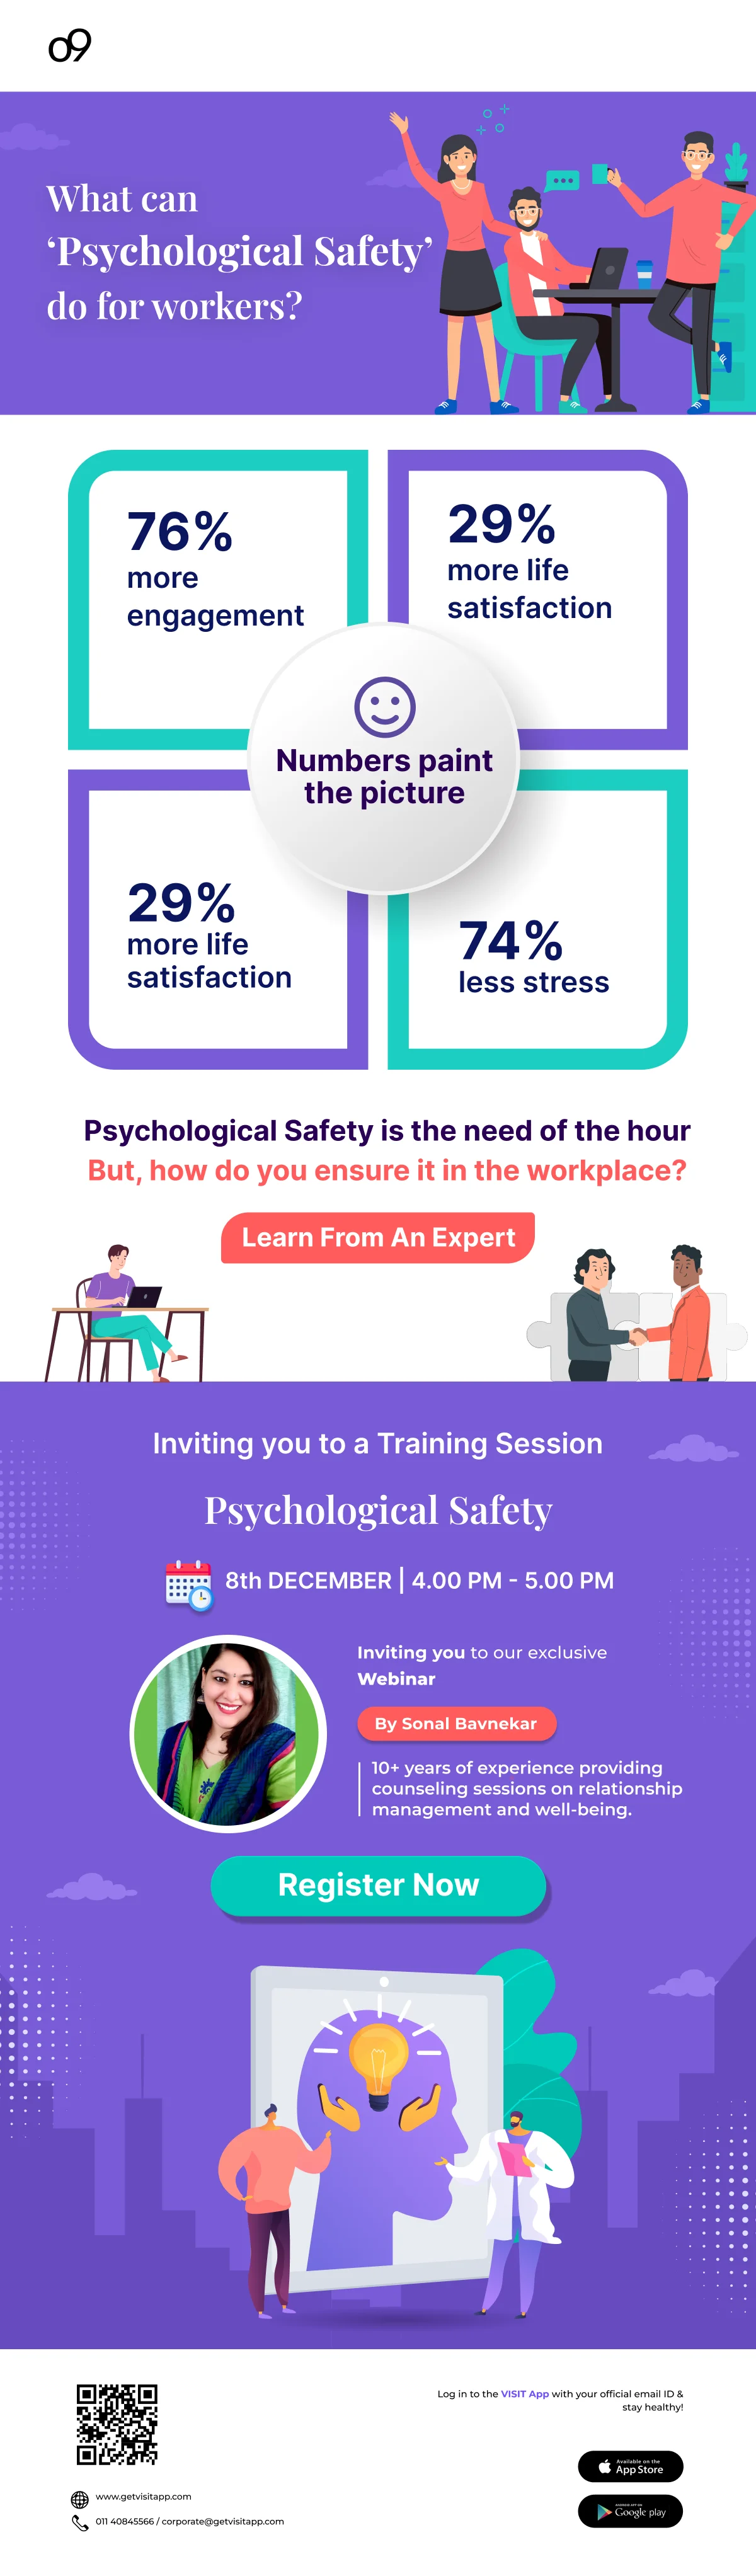 o9
What can
‘Psychological Safety’
do for workers?
76%
more
engagement
29%
more life
satisfaction
Numbers paint
the picture
29%
more life
satisfaction
74%
less stress
Psychological Safety is the need of the hour
But, how do you ensure it in the workplace?
Learn From An Expert
Inviting you to a Training Session
Psychological Safety
8th DECEMBER | 4.00 PM - 5.00 PM
Inviting you to our exclusive
Webinar
By Sonal Bavnekar
10+ years of experience providing
counseling sessions on relationship
management and well-being.
Register Now
Log in to the VISIT App with your official email ID &
stay healthy!
Available on the
App Store
Google play
www.getvisitapp.com
011 40845566 / corporate@getvisitapp.com